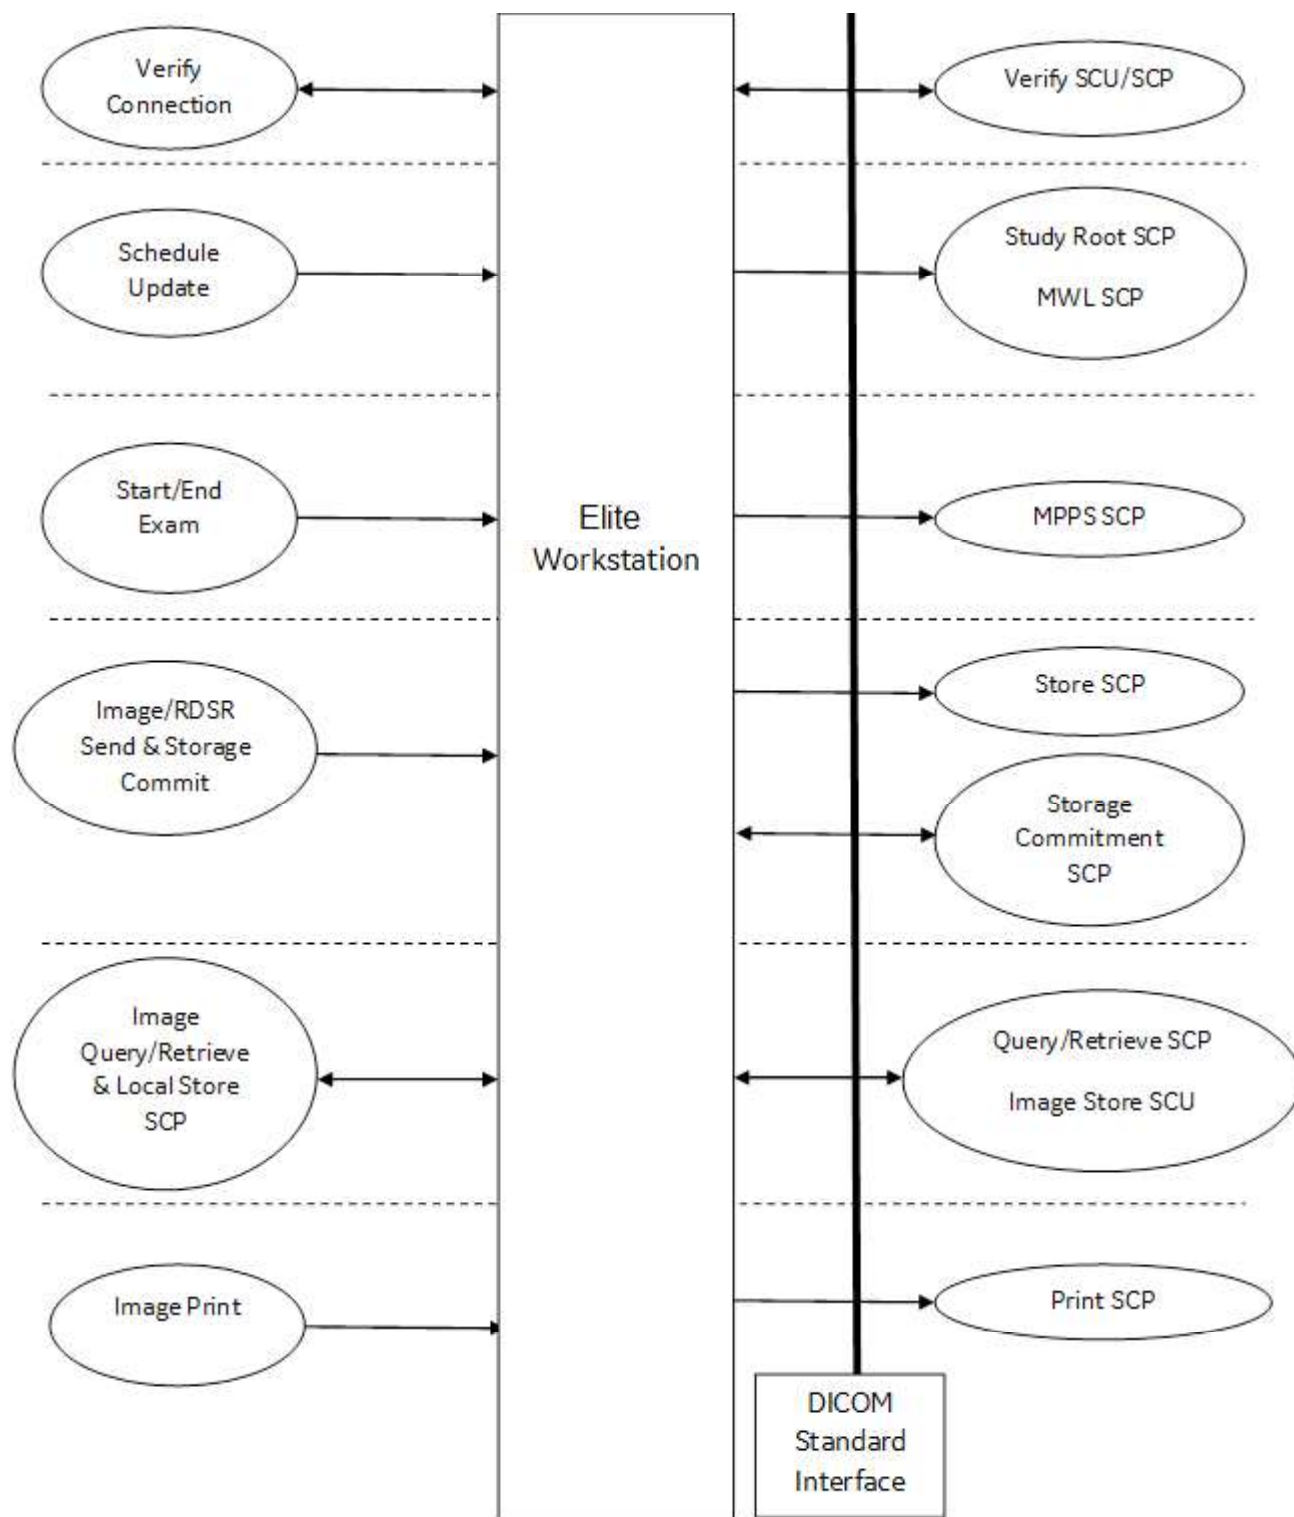 Verify
Connection
Verify SCU/SCP
Schedule
Update
Study Root SCP
MWL SCP
Start/End
Exam
Elite
Workstation
MPPS SCP
Image/RDSR
Send & Storage
Commit
Store SCP
Storage
Commitment
SCP
Image
Query/Retrieve
& Local Store
SCP
Query/Retrieve SCP
Image Store SCU
Image Print
Print SCP
DICOM
Standard
Interface